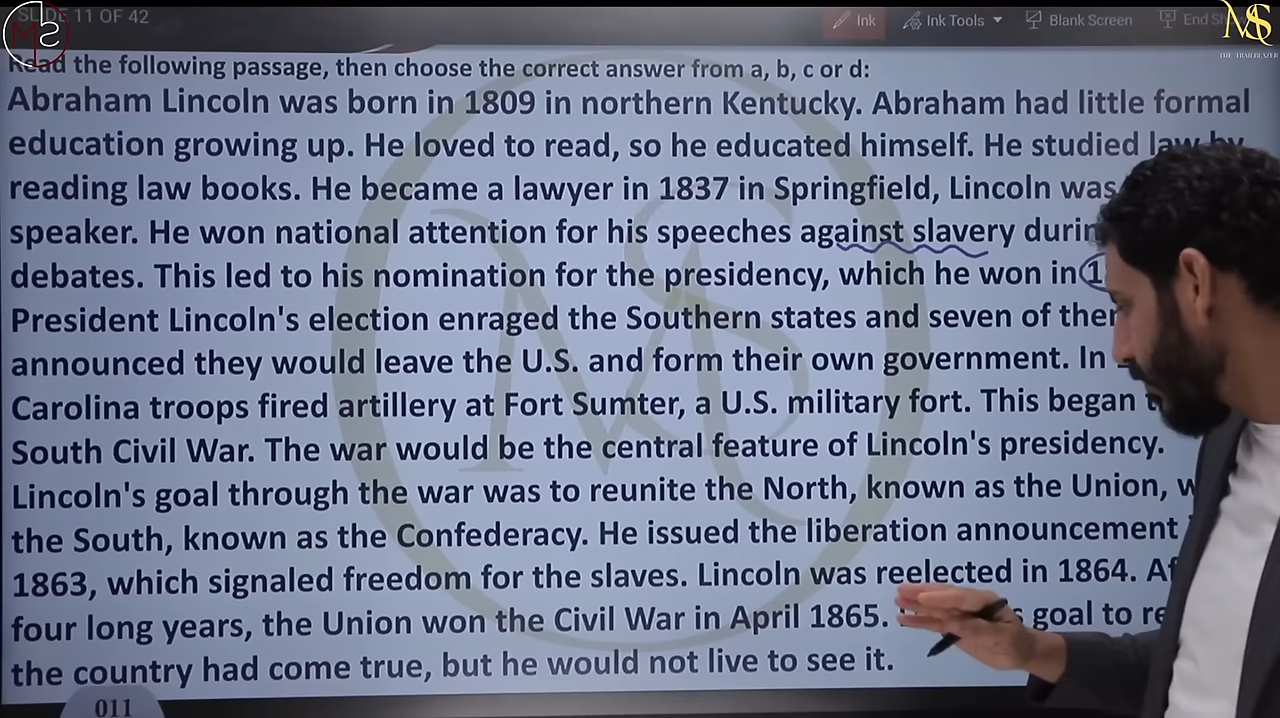 SLIDE 11 OF 42
Ink
Ink Tools
Blank Screen
End
MS
MS
THE TRAILBLAZER
Read the following passage, then choose the correct answer from a, b, c or d:
Abraham Lincoln was born in 1809 in northern Kentucky. Abraham had little formal
education growing up. He loved to read, so he educated himself. He studied law by
reading law books. He became a lawyer in 1837 in Springfield, Lincoln was
speaker. He won national attention for his speeches against slavery
debates. This led to his nomination for the presidency, which he won in
President Lincoln's election enraged the Southern states and seven of
announced they would leave the U.S. and form their own government. In
Carolina troops fired artillery at Fort Sumter, a U.S. military fort. This began
South Civil War. The war would be the central feature of Lincoln's presidency.
Lincoln's goal through the war was to reunite the North, known as the Union,
the South, known as the Confederacy. He issued the liberation announcement
1863, which signaled freedom for the slaves. Lincoln was reelected in 1864.
four long years, the Union won the Civil War in April 1865. goal to
the country had come true, but he would not live to see it.
011